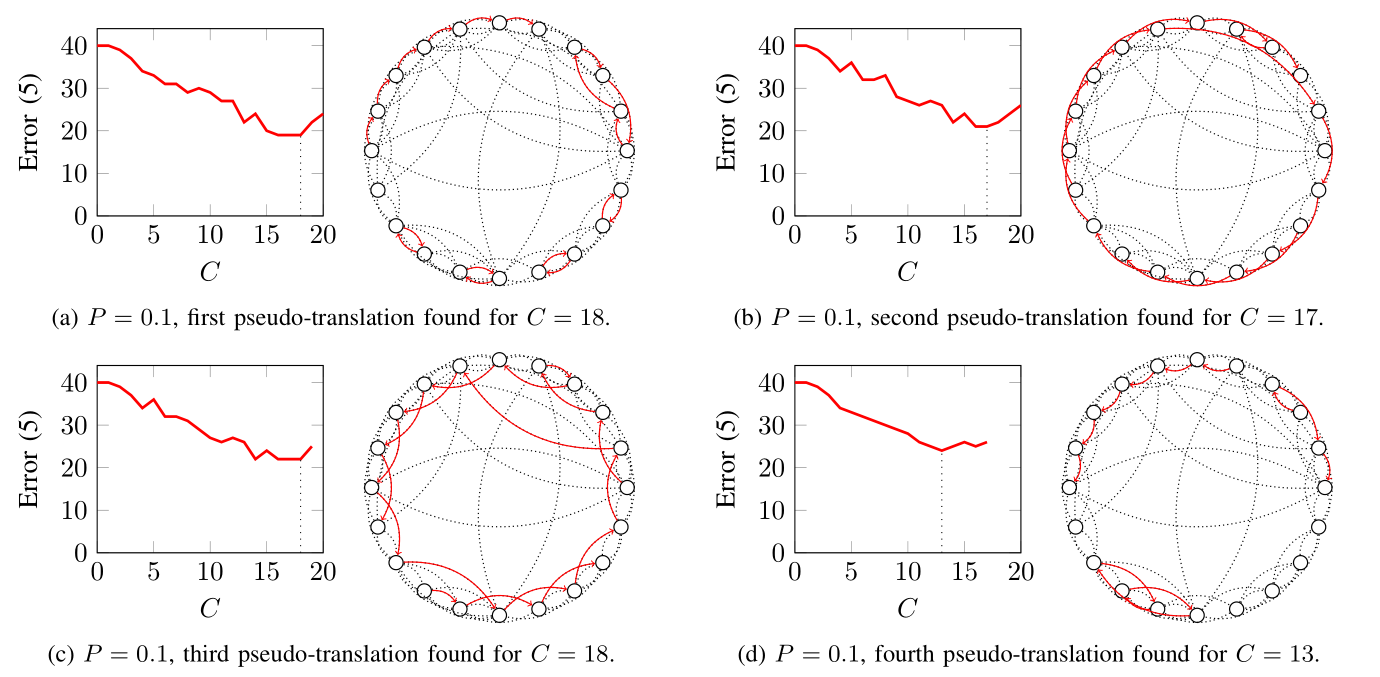 Error (5)
40
30
20
10
0
0 5 10 15 20
C
(a) P = 0.1, first pseudo-translation found for C = 18.
Error (5)
40
30
20
10
0
0 5 10 15 20
C
(b) P = 0.1, second pseudo-translation found for C = 17.
Error (5)
40
30
20
10
0
0 5 10 15 20
C
(c) P = 0.1, third pseudo-translation found for C = 18.
Error (5)
40
30
20
10
0
0 5 10 15 20
C
(d) P = 0.1, fourth pseudo-translation found for C = 13.